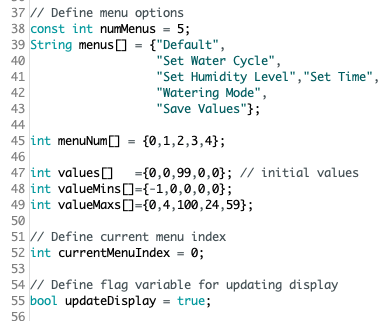 37 // Define menu options
38 const int numMenus = 5;
39 String menus[] = {"Default",
40 "Set Water Cycle",
41 "Set Humidity Level","Set Time",
42 "Watering Mode",
43 "Save Values"};
44
45 int menuNum[] = {0,1,2,3,4};
46
47 int values[] ={0,0,99,0,0}; // initial values
48 int valueMins[]={-1,0,0,0,0};
49 int valueMaxs[]={0,4,100,24,59};
50
51 // Define current menu index
52 int currentMenuIndex = 0;
53
54 // Define flag variable for updating display
55 bool updateDisplay = true;
56